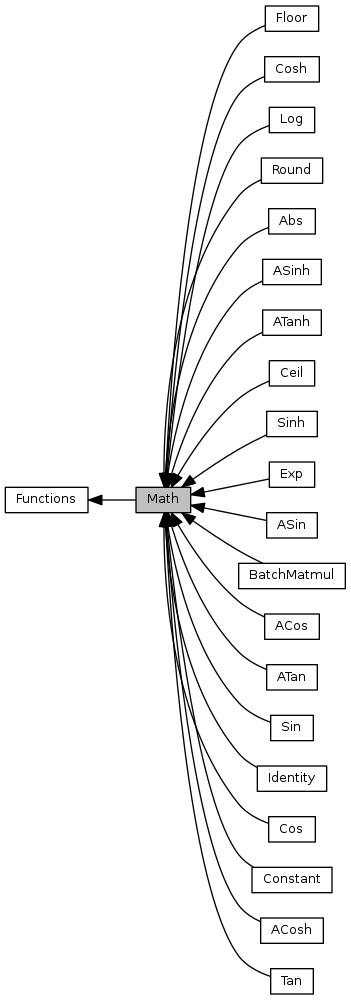 Floor
Cosh
Log
Round
Abs
ASinh
ATanh
Ceil
Sinh
Exp
Functions
Math
ASin
BatchMatmul
ACos
ATan
Sin
Identity
Cos
Constant
ACosh
Tan